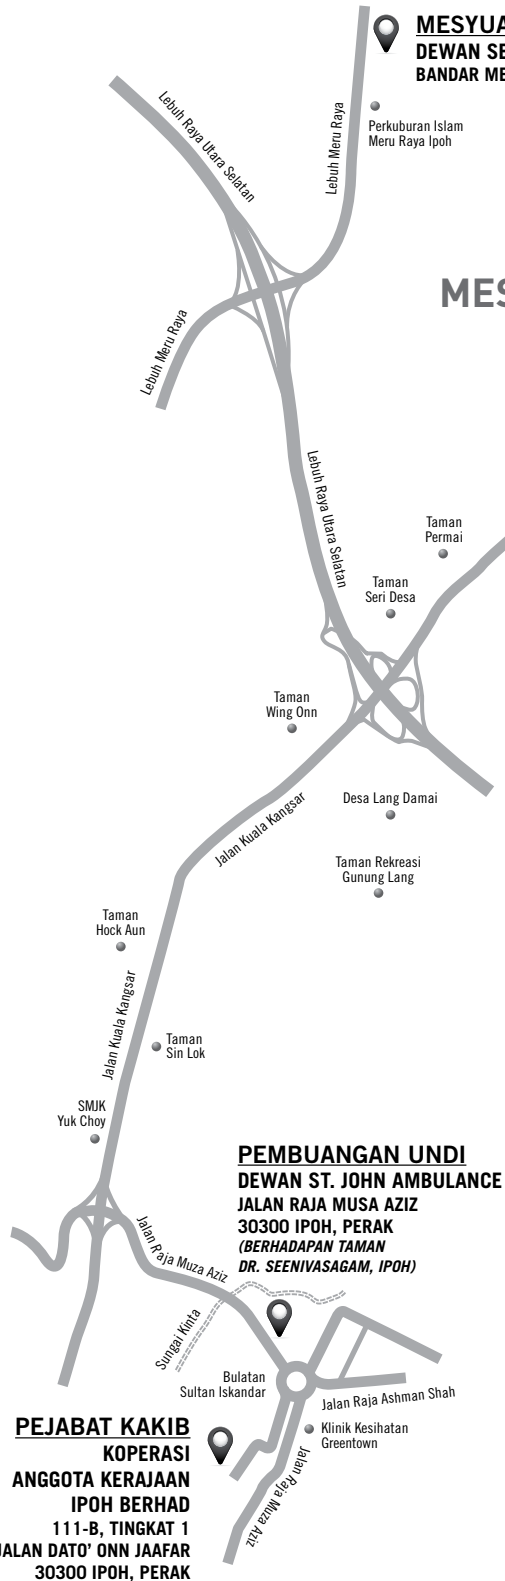 MESYUA
DEWAN SE
BANDAR ME
Perkuburan Islam
Meru Raya Ipoh
Lebuh Raya Utara Selatan
Lebuh Meru Raya
MES
Lebuh Meru Raya
Lebuh Raya Utara Selatan
Taman
Permai
Taman
Seri Desa
Taman
Wing Onn
Desa Lang Damai
Jalan Kuala Kangsar
Taman Rekreasi
Gunung Lang
Taman
Hock Aun
Jalan Kuala Kangsar
Taman
Sin Lok
SMJK
Yuk Choy
PEMBUANGAN UNDI
DEWAN ST. JOHN AMBULANCE
JALAN RAJA MUSA AZIZ
30300 IPOH, PERAK
(BERHADAPAN TAMAN
DR. SEENIVASAGAM, IPOH)
Jalan Raja Muza Aziz
Sungai Kinta
Bulatan
Sultan Iskandar
Jalan Raja Ashman Shah
Klinik Kesihatan
Greentown
Jalan Raja Muza Aziz
PEJABAT KAKIB
KOPERASI
ANGGOTA KERAJAAN
IPOH BERHAD
111-B, TINGKAT 1
JALAN DATO' ONN JAAFAR
30300 IPOH, PERAK